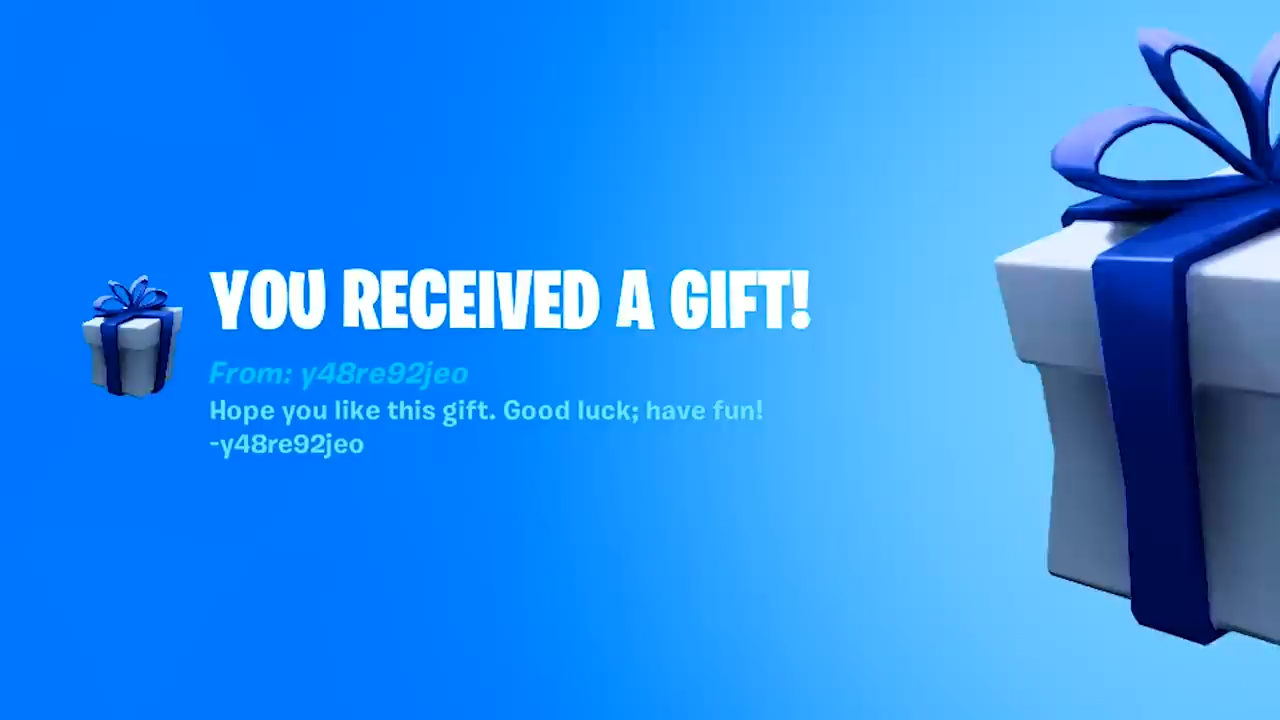 YOU RECEIVED A GIFT!
From: y48re92jeo
Hope you like this gift. Good luck; have fun!
-y48re92jeo